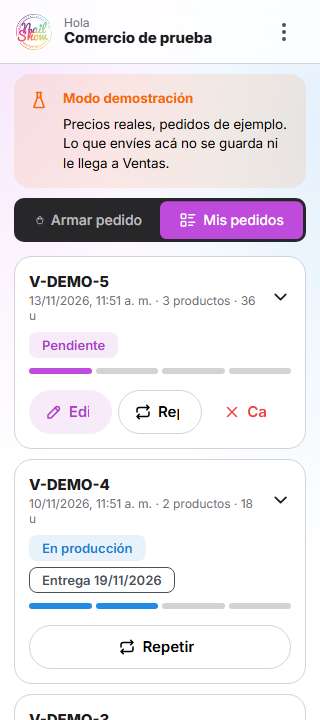 Nail
Show
Hola
Comercio de prueba
Modo demostración
Precios reales, pedidos de ejemplo.
Lo que envíes acá no se guarda ni
le llega a Ventas.
Armar pedido
Mis pedidos
V-DEMO-5
13/11/2026, 11:51 a. m. · 3 productos · 36
u
Pendiente
Edi
Rep
Ca
V-DEMO-4
10/11/2026, 11:51 a. m. · 2 productos · 18
u
En producción
Entrega 19/11/2026
Repetir
V-DEMO-3